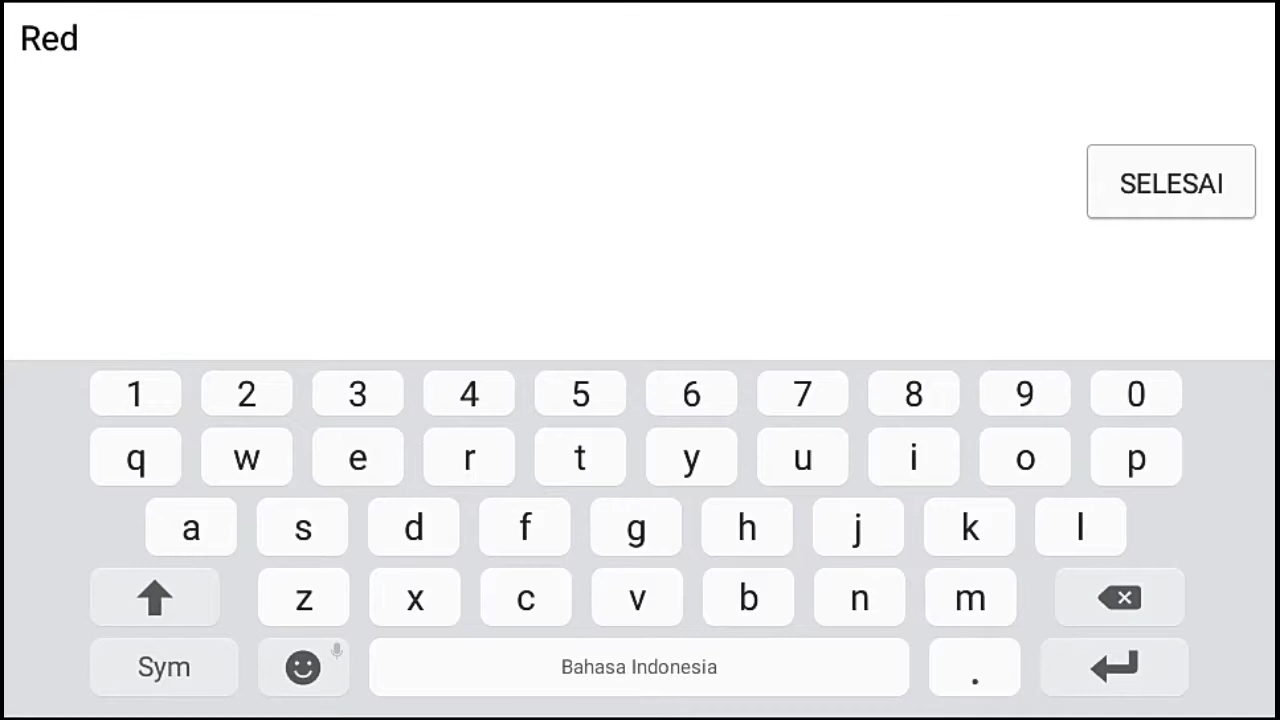 Red
SELESAI
1 2 3 4 5 6 7 8 9 0
q w e r t y u i o p
a s d f g h j k l
z x c v b n m
Sym Bahasa Indonesia .